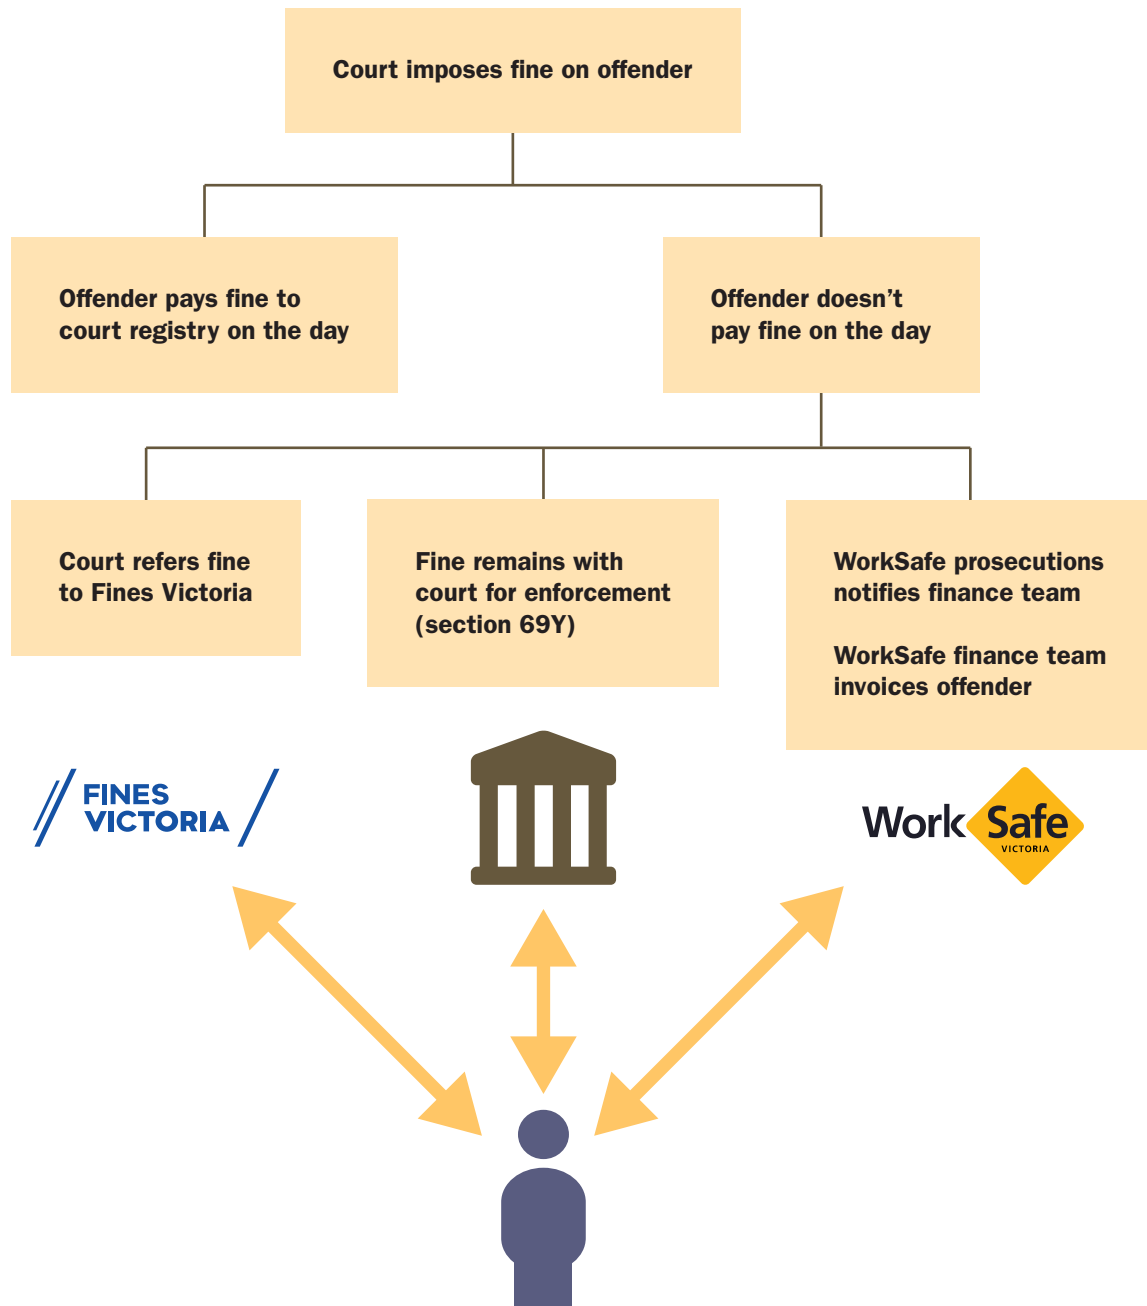 Court imposes fine on offender
Offender pays fine to
court registry on the day
Offender doesn’t
pay fine on the day
Court refers fine
to Fines Victoria
Fine remains with
court for enforcement
(section 69Y)
WorkSafe prosecutions
notifies finance team
WorkSafe finance team
invoices offender
FINES
VICTORIA
WorkSafe
VICTORIA